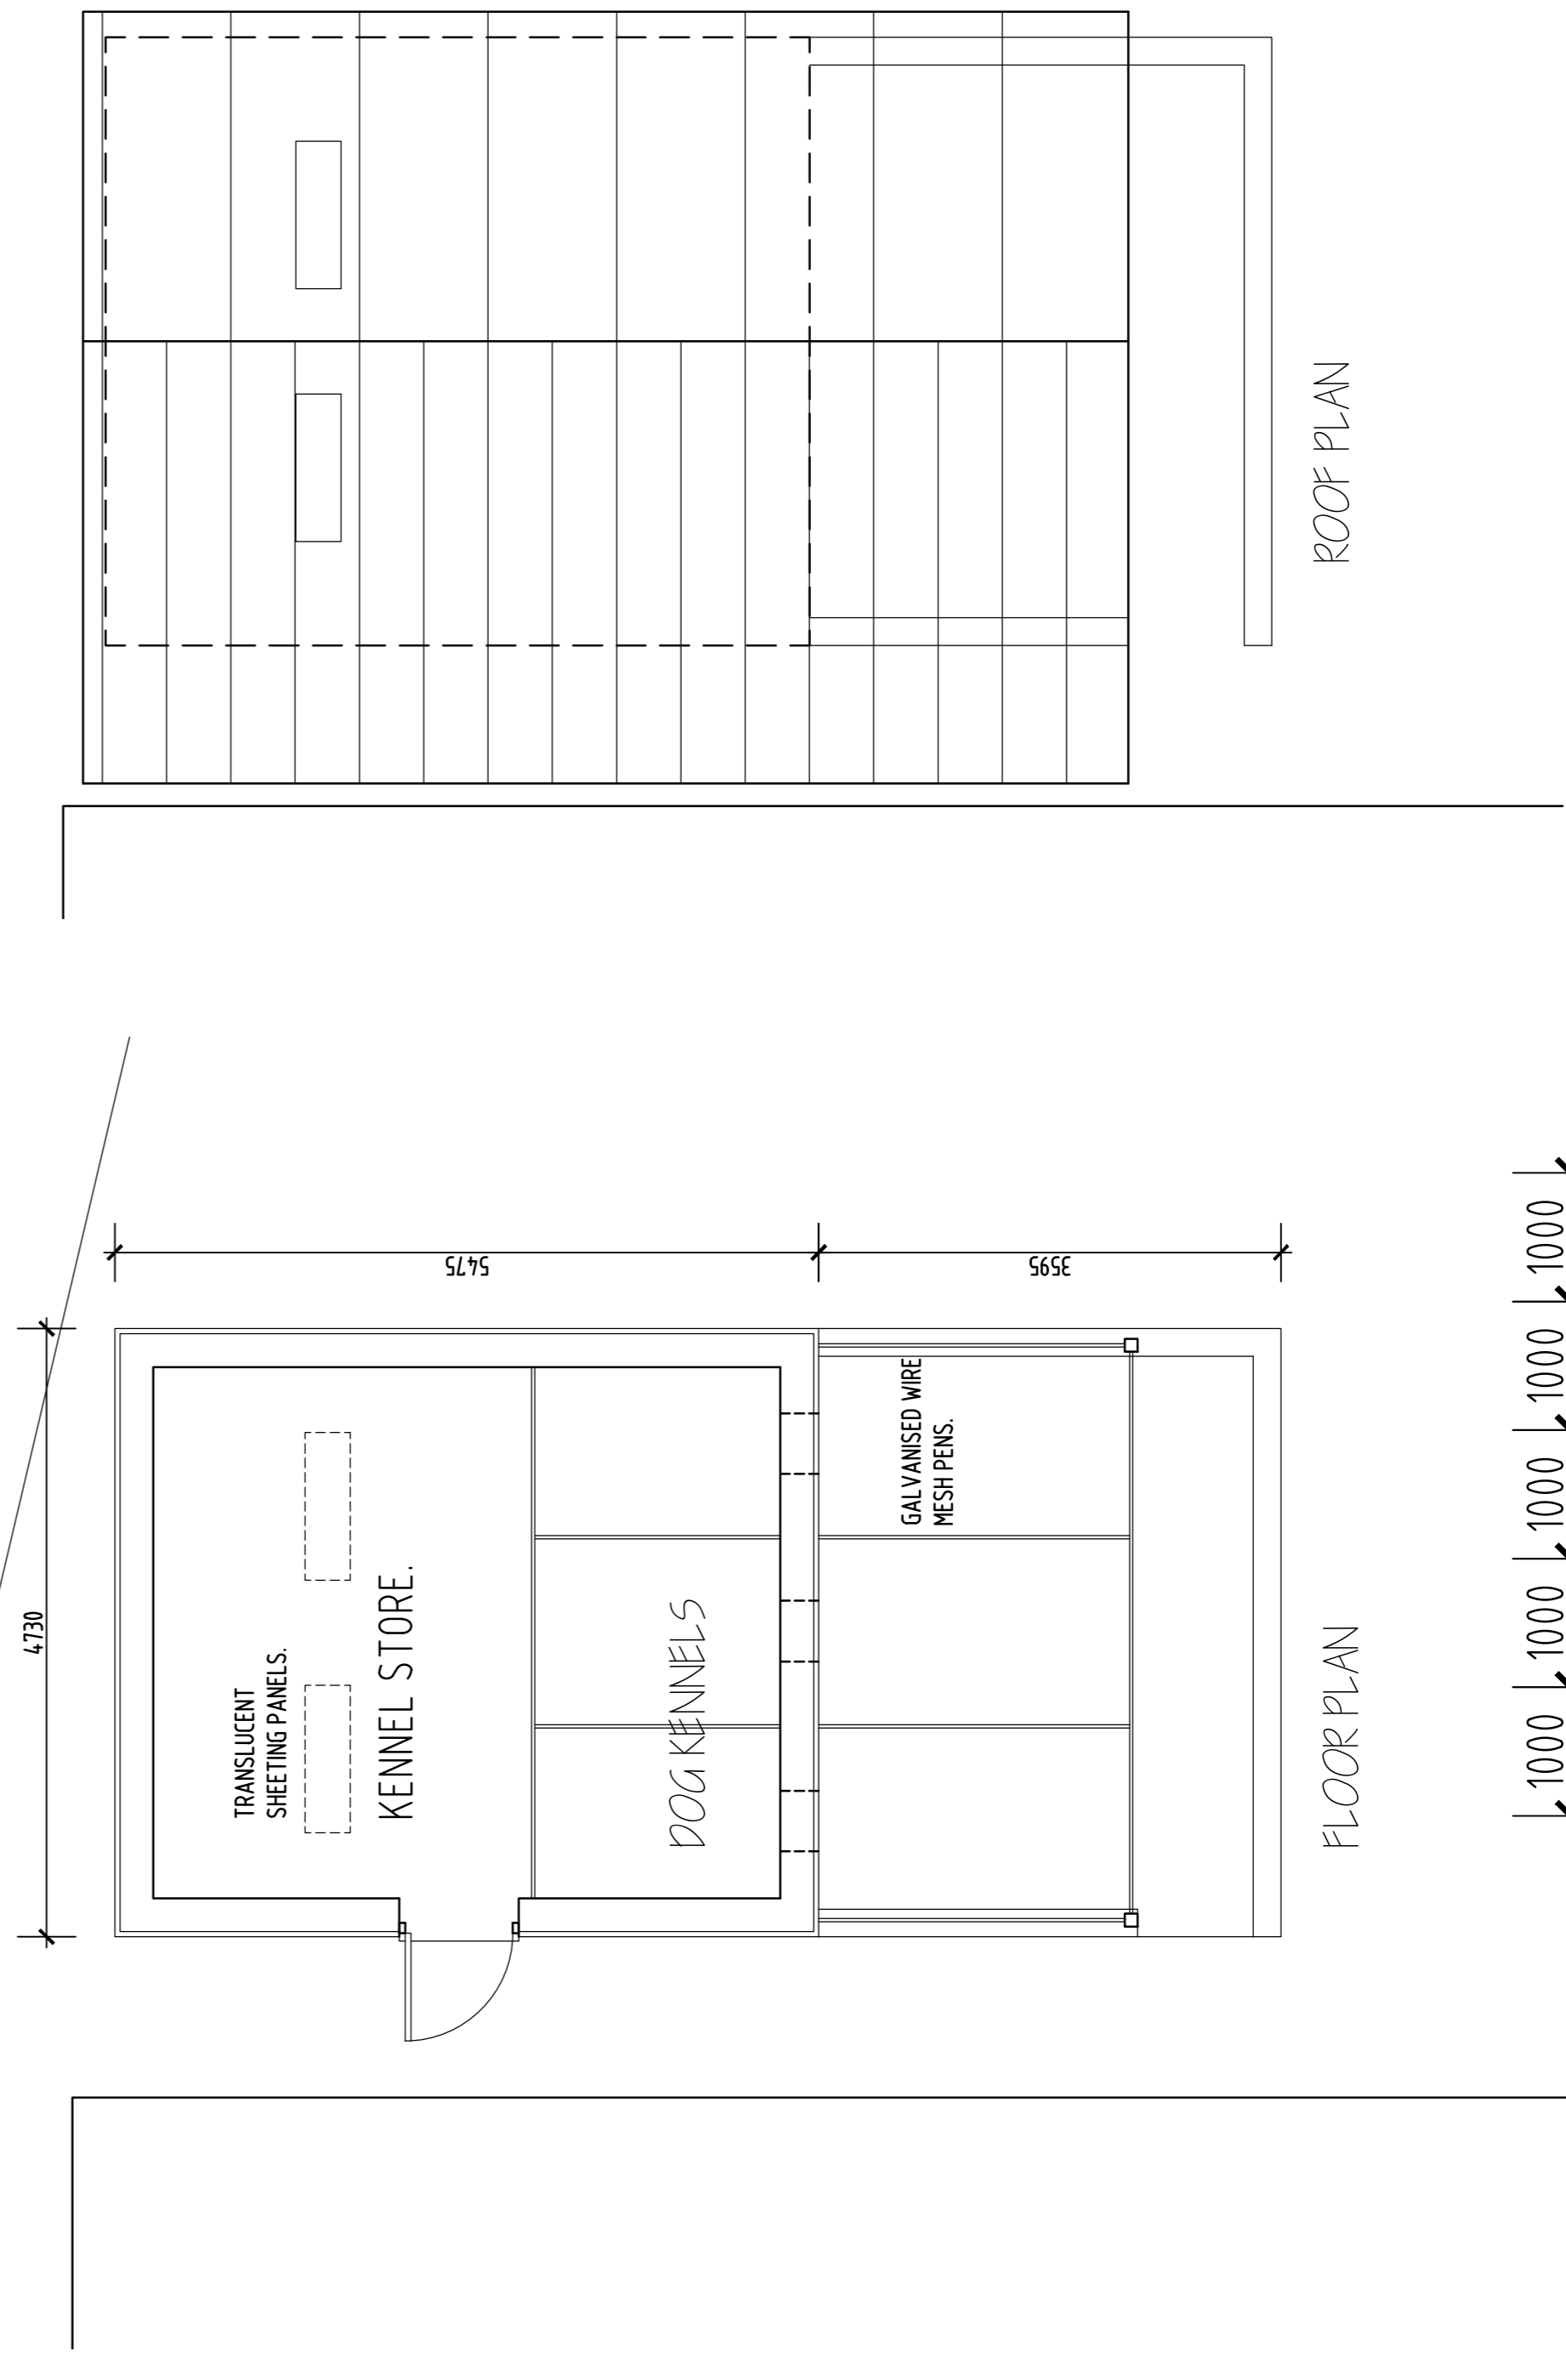 4730
TRANSLUCENT
SHEETING PANELS.
KENNEL STORE.
DOG KENNELS
GALVANISED WIRE
MESH PENS.
5475
3595
FLOOR PLAN
ROOF PLAN
1000 1000 1000 1000 1000